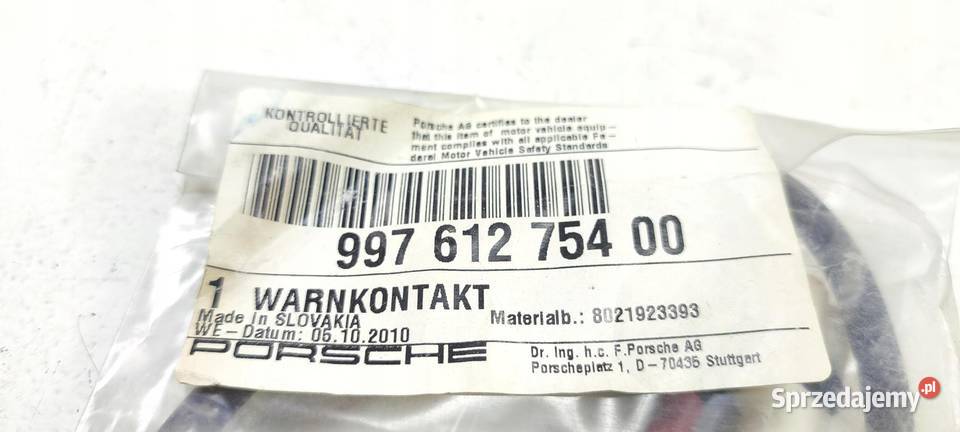 KONTROLLIERTE
QUALITÄT
Porsche AG certifies to the dealer
that this item of motor vehicle equip-
ment complies with all applicable Fe-
deral Motor Vehicle Safety Standards
997 612 754 00
1 WARNKONTAKT
Made in SLOVAKIA
Materialb.: 8021923393
WE-Datum: 05.10.2010
PORSCHE
Dr. Ing. h.c. F.Porsche AG
Porscheplatz 1, D-70435 Stuttgart
Sprzedajemy.pl